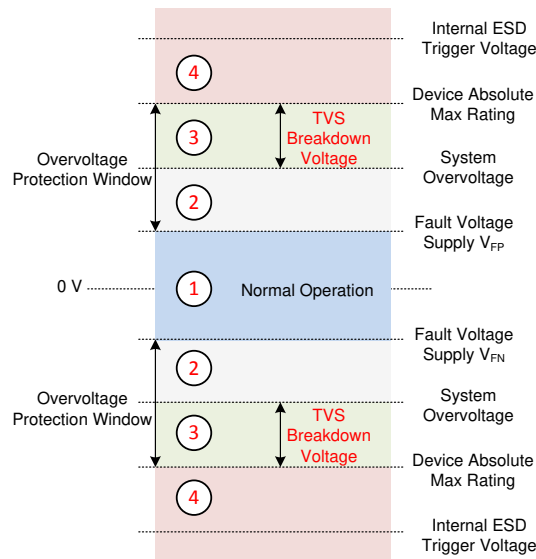 Internal ESD
Trigger Voltage
4
Device Absolute
Max Rating
TVS
Breakdown
Voltage
3
Overvoltage
Protection Window
System
Overvoltage
2
Fault Voltage
Supply VFP
0 V
1
Normal Operation
Fault Voltage
Supply VFN
2
Overvoltage
Protection Window
System
Overvoltage
3
TVS
Breakdown
Voltage
Device Absolute
Max Rating
4
Internal ESD
Trigger Voltage